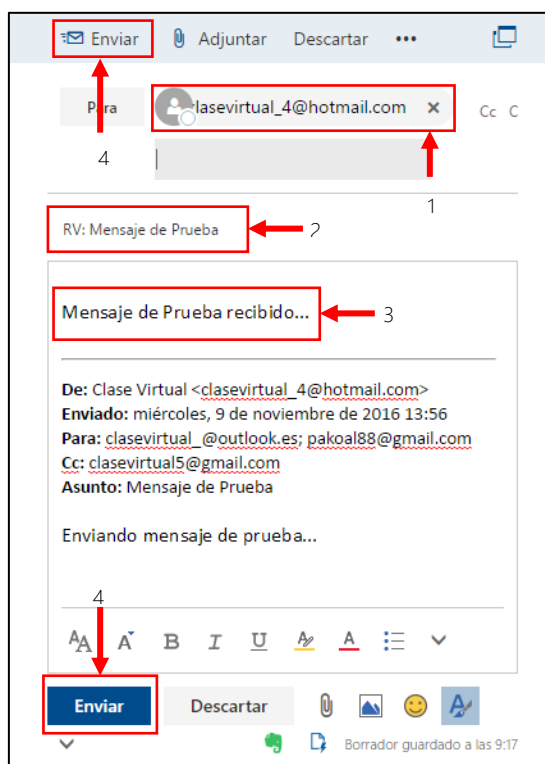 Enviar Adjuntar Descartar •••
Para clasevirtual_4@hotmail.com × Cc C
4
1
RV: Mensaje de Prueba 2
Mensaje de Prueba recibido... 3
De: Clase Virtual <clasevirtual_4@hotmail.com>
Enviado: miércoles, 9 de noviembre de 2016 13:56
Para: clasevirtual_@outlook.es; pakoal88@gmail.com
Cc: clasevirtual5@gmail.com
Asunto: Mensaje de Prueba
Enviando mensaje de prueba...
4
AA A B I U A A
Enviar Descartar A
Borrador guardado a las 9:17